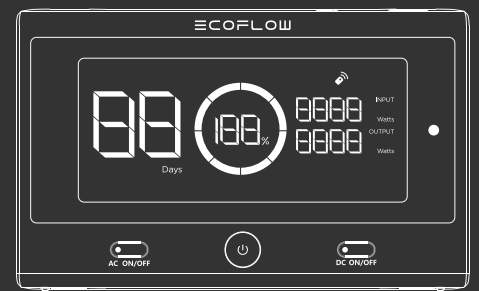 ECOFLOW
88
Days
188%
8888
INPUT
Watts
8888
OUTPUT
Watts
AC ON/OFF
DC ON/OFF